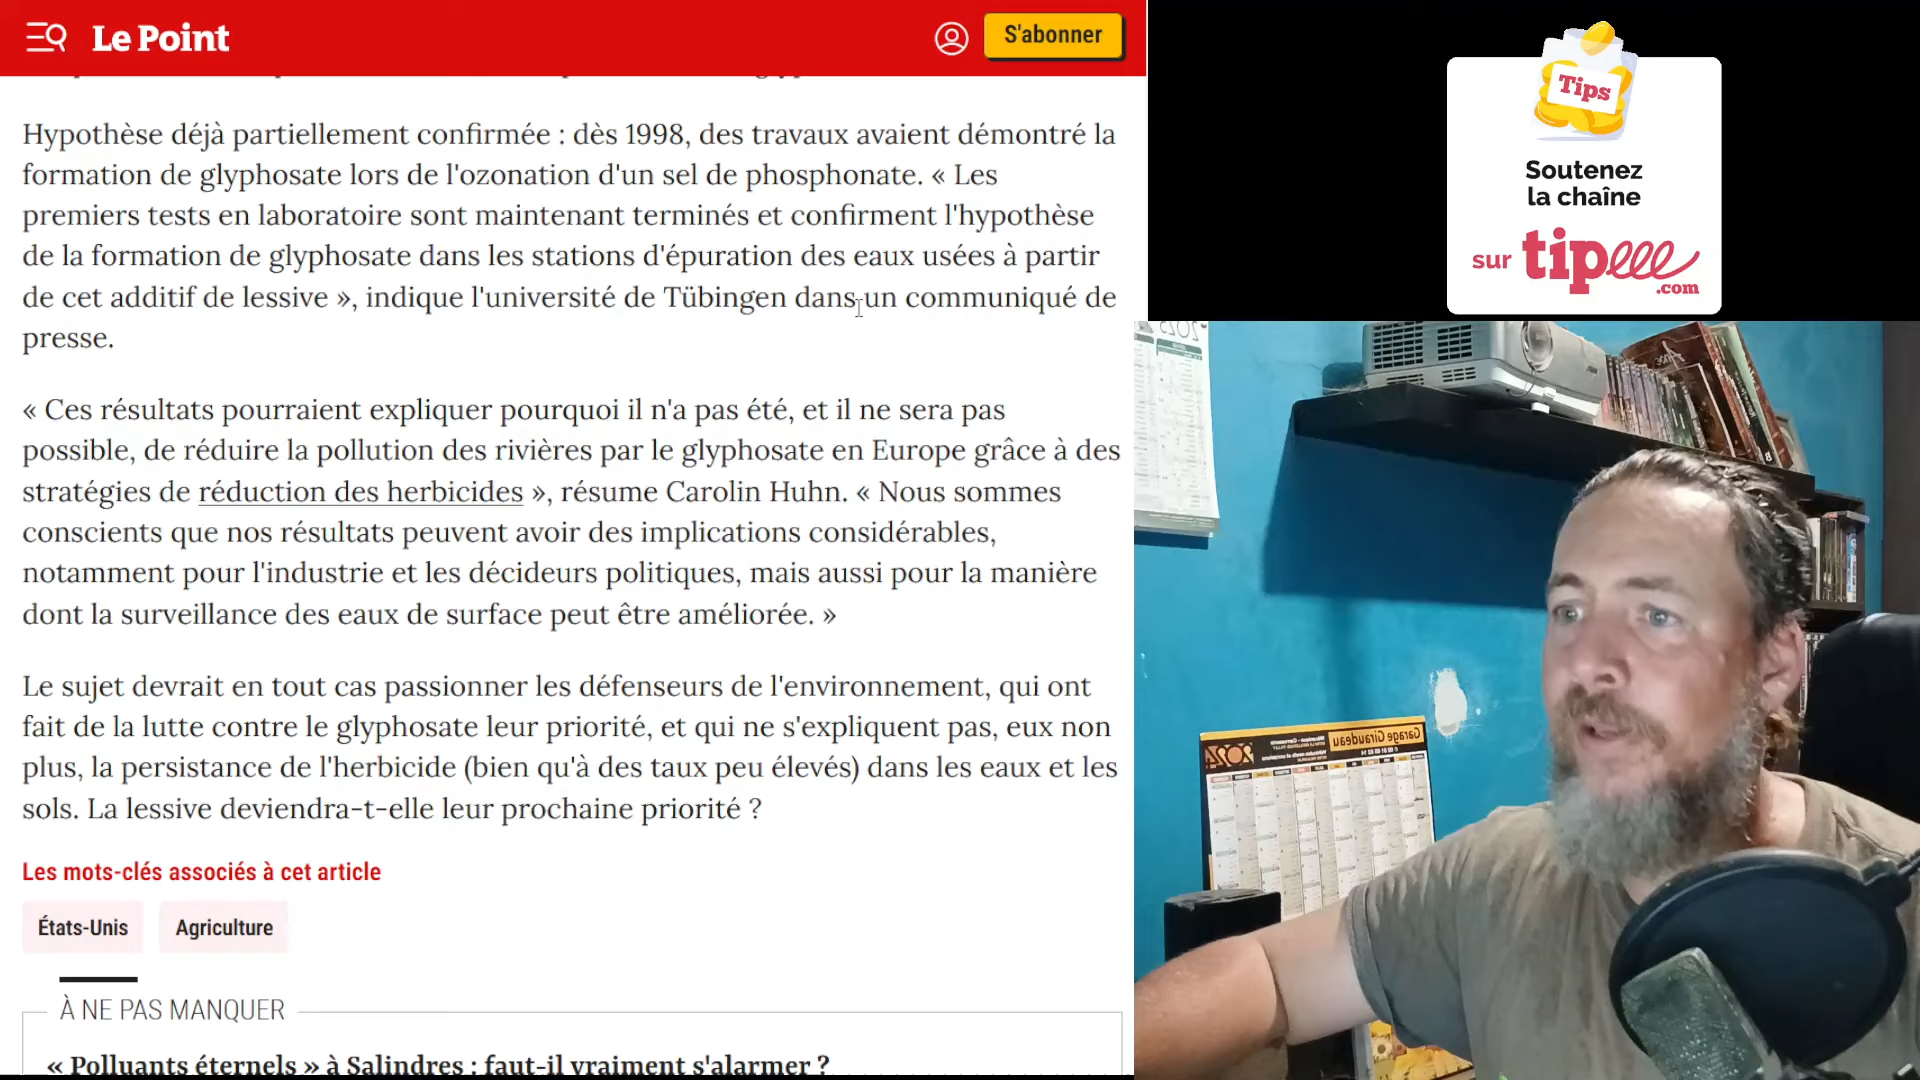 Le Point
S'abonner
Hypothèse déjà partiellement confirmée : dès 1998, des travaux avaient démontré la
formation de glyphosate lors de l'ozonation d'un sel de phosphonate. « Les
premiers tests en laboratoire sont maintenant terminés et confirment l'hypothèse
de la formation de glyphosate dans les stations d'épuration des eaux usées à partir
de cet additif de lessive », indique l'université de Tübingen dans un communiqué de
presse.
« Ces résultats pourraient expliquer pourquoi il n'a pas été, et il ne sera pas
possible, de réduire la pollution des rivières par le glyphosate en Europe grâce à des
stratégies de réduction des herbicides », résume Carolin Huhn. « Nous sommes
conscients que nos résultats peuvent avoir des implications considérables,
notamment pour l'industrie et les décideurs politiques, mais aussi pour la manière
dont la surveillance des eaux de surface peut être améliorée. »
Le sujet devrait en tout cas passionner les défenseurs de l'environnement, qui ont
fait de la lutte contre le glyphosate leur priorité, et qui ne s'expliquent pas, eux non
plus, la persistance de l'herbicide (bien qu'à des taux peu élevés) dans les eaux et les
sols. La lessive deviendra-t-elle leur prochaine priorité ?
Les mots-clés associés à cet article
États-Unis
Agriculture
À NE PAS MANQUER
« Polluants éternels » à Salindres : faut-il vraiment s'alarmer ?
Tips
Soutenez
la chaîne
sur tipeee
.com
2025
Garage Giraudeau
2024